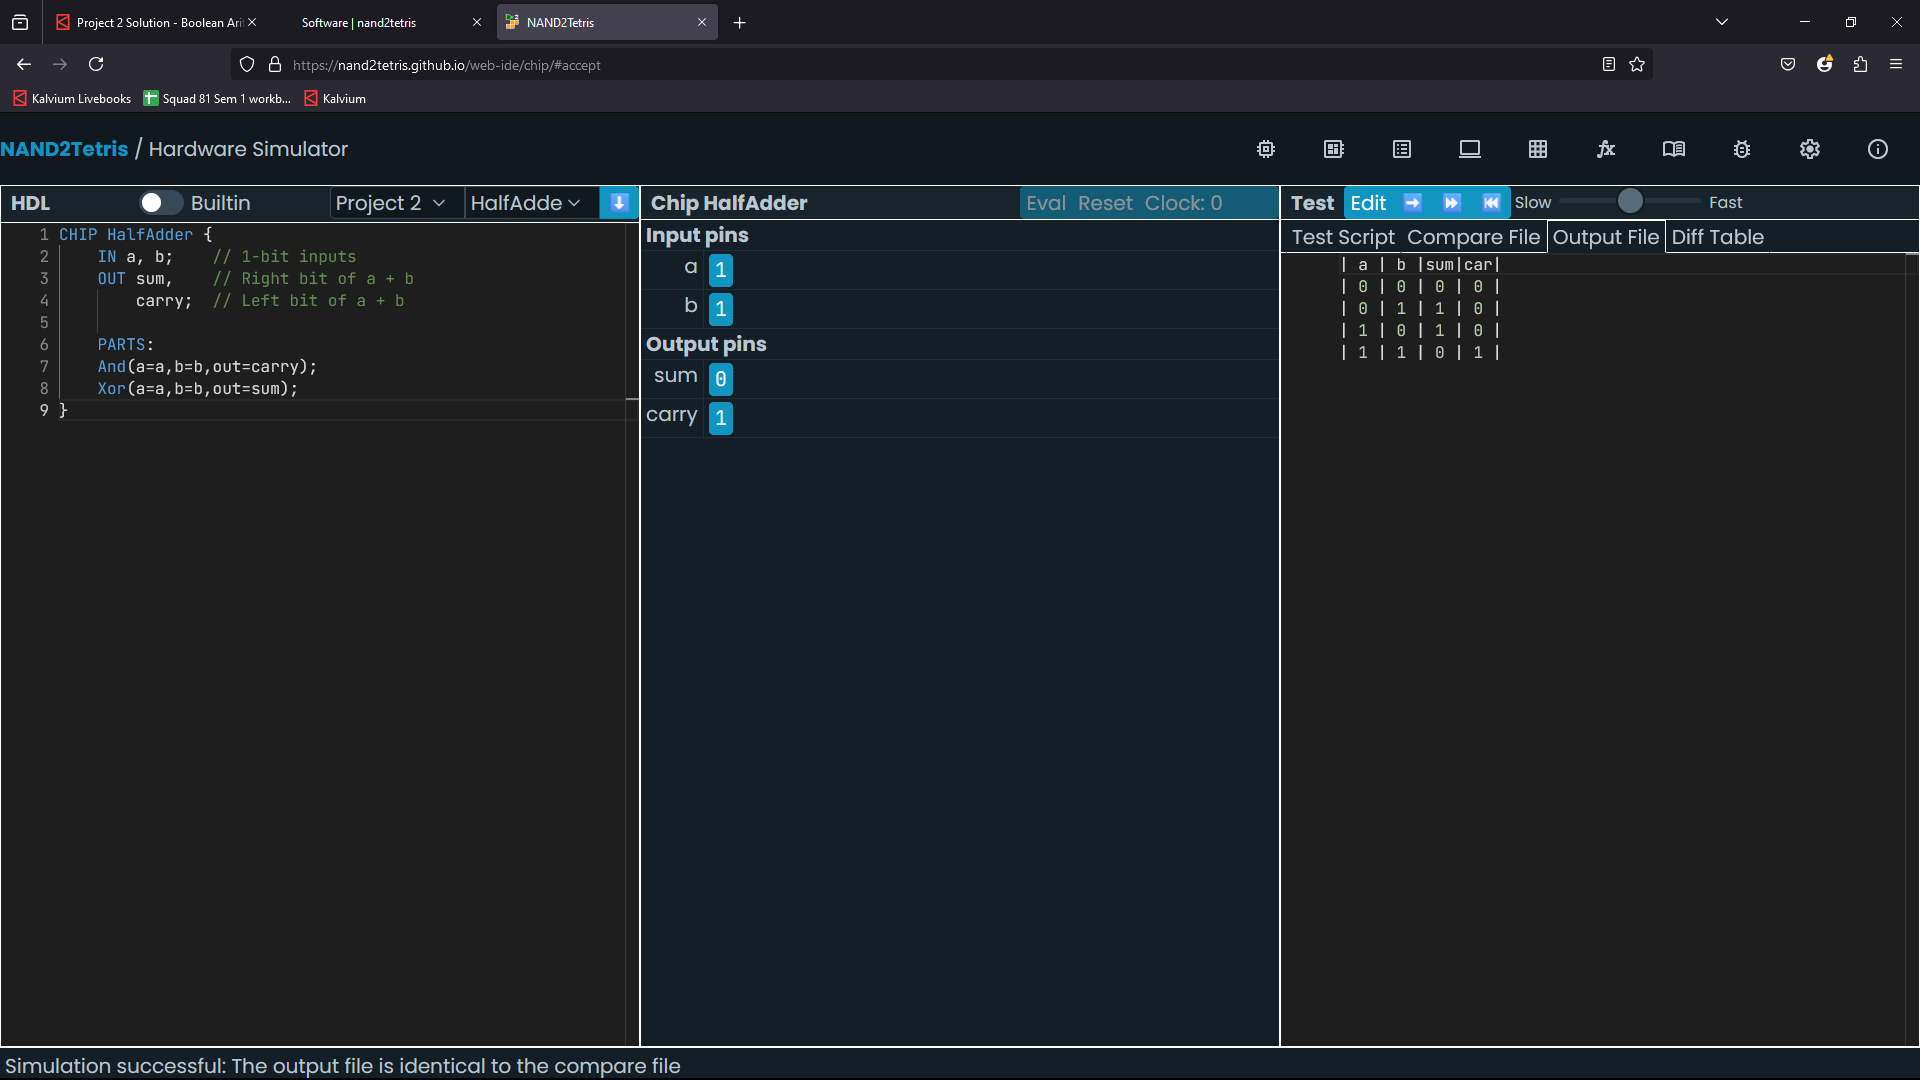 Project 2 Solution - Boolean Ari
Software | nand2tetris
NAND2Tetris
https://nand2tetris.github.io/web-ide/chip/#accept
Kalvium Livebooks
Squad 81 Sem 1 workb...
Kalvium
NAND2Tetris / Hardware Simulator
HDL
Builtin
Project 2
HalfAdde
1 CHIP HalfAdder {
2 IN a, b;    // 1-bit inputs
3 OUT sum,    // Right bit of a + b
4 carry;  // Left bit of a + b
5
6 PARTS:
7 And(a=a,b=b,out=carry);
8 Xor(a=a,b=b,out=sum);
9 }
Chip HalfAdder
Eval Reset Clock: 0
Input pins
a 1
b 1
Output pins
sum 0
carry 1
Test Edit
Slow
Fast
Test Script Compare File Output File Diff Table
| a | b |sum|car|
| 0 | 0 | 0 | 0 |
| 0 | 1 | 1 | 0 |
| 1 | 0 | 1 | 0 |
| 1 | 1 | 0 | 1 |
Simulation successful: The output file is identical to the compare file